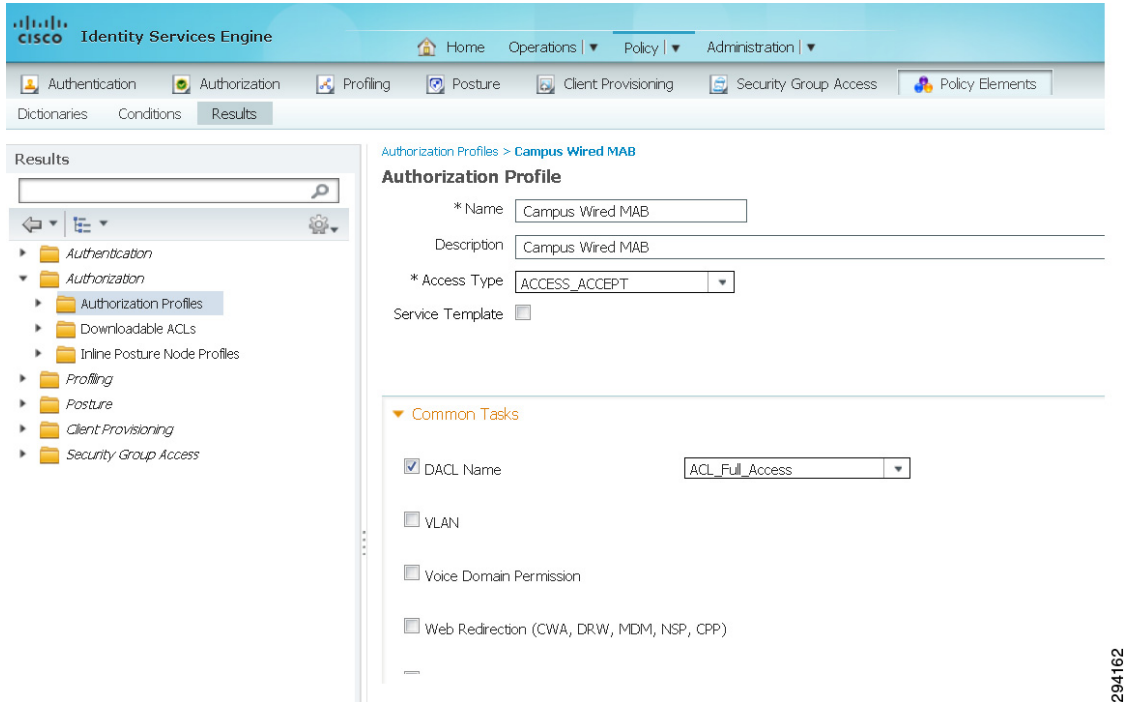 CISCO Identity Services Engine
Home Operations | Policy | Administration |
Authentication Authorization Profiling Posture Client Provisioning Security Group Access Policy Elements
Dictionaries Conditions Results
Results
Authentication
Authorization
Authorization Profiles
Downloadable ACLs
Inline Posture Node Profiles
Profiling
Posture
Client Provisioning
Security Group Access
Authorization Profiles > Campus Wired MAB
Authorization Profile
* Name Campus Wired MAB
Description Campus Wired MAB
* Access Type ACCESS_ACCEPT
Service Template
Common Tasks
DACL Name ACL_Full_Access
VLAN
Voice Domain Permission
Web Redirection (CWA, DRW, MDM, NSP, CPP)
294162